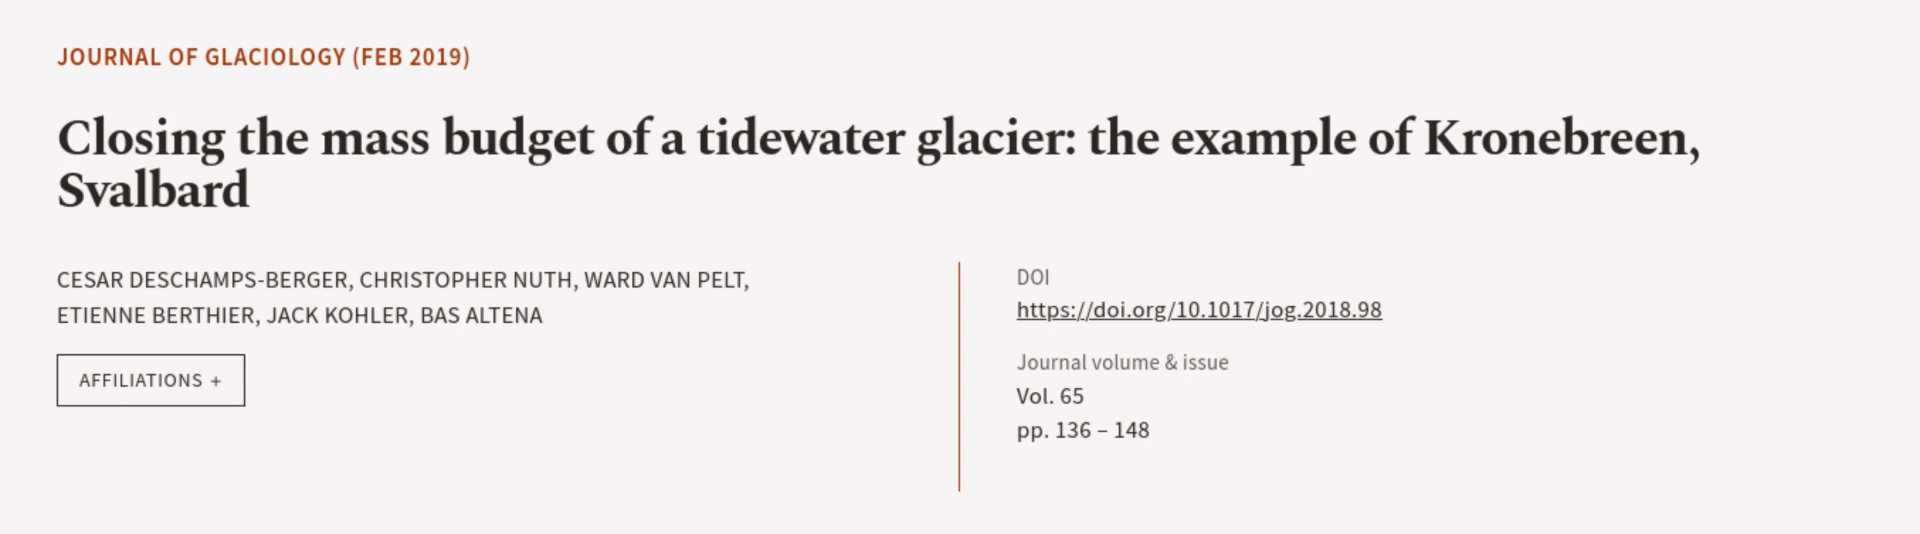 JOURNAL OF GLACIOLOGY (FEB 2019)
Closing the mass budget of a tidewater glacier: the example of Kronebreen,
Svalbard
CESAR DESCHAMPS-BERGER, CHRISTOPHER NUTH, WARD VAN PELT,
ETIENNE BERTHIER, JACK KOHLER, BAS ALTENA
AFFILIATIONS +
DOI
https://doi.org/10.1017/jog.2018.98
Journal volume & issue
Vol. 65
pp. 136 – 148